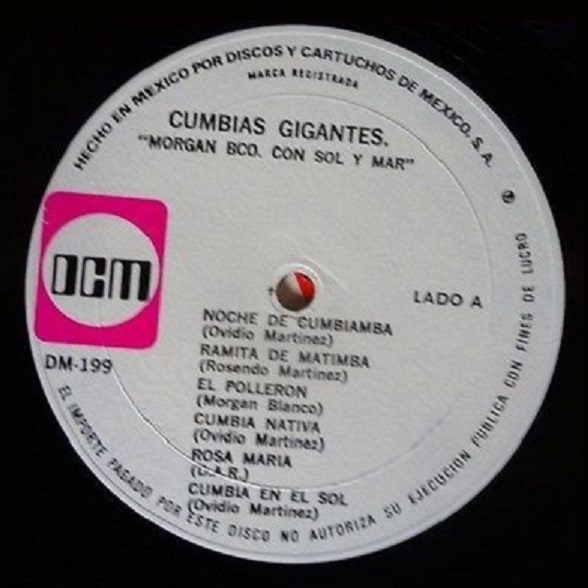 HECHO EN MEXICO POR DISCOS Y CARTUCHOS DE MEXICO, S.A.
MARCA REGISTRADA
CUMBIAS GIGANTES.
"MORGAN BCO. CON SOL Y MAR"
DCM
LADO A
DM-199
NOCHE DE CUMBIAMBA
(Ovidio Martinez)
RAMITA DE MATIMBA
(Rosendo Martinez)
EL POLLERON
(Morgan Blanco)
CUMBIA NATIVA
(Ovidio Martinez)
ROSA MARIA
(D.A.R.)
CUMBIA EN EL SOL
(Ovidio Martinez)
EL IMPORTE PAGADO POR ESTE DISCO NO AUTORIZA SU EJECUCION PUBLICA CON FINES DE LUCRO